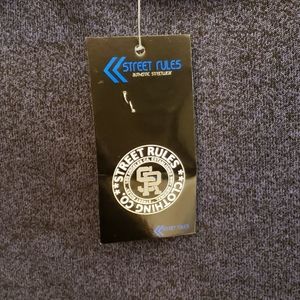 STREET RULES
AUTHENTIC STREETWEAR
STREET RULES
CLOTHING CO.
SR
STREET RULES